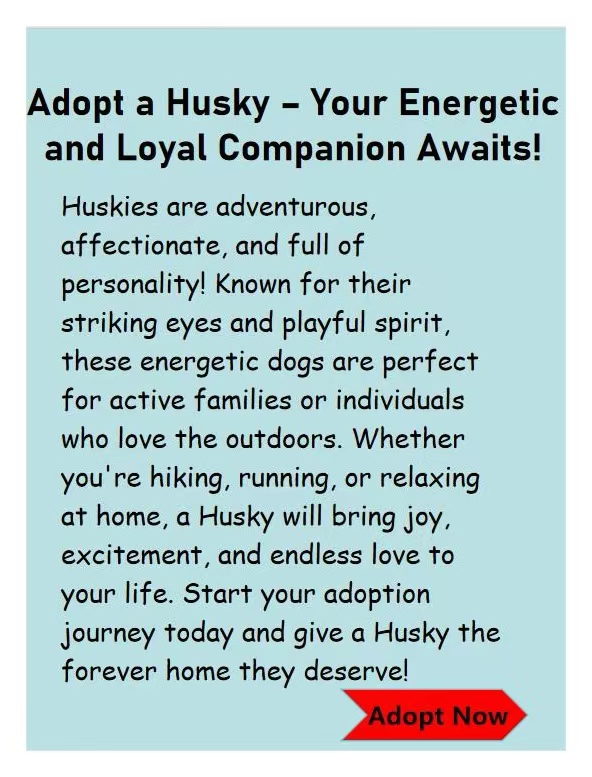 Adopt a Husky – Your Energetic
and Loyal Companion Awaits!
Huskies are adventurous,
affectionate, and full of
personality! Known for their
striking eyes and playful spirit,
these energetic dogs are perfect
for active families or individuals
who love the outdoors. Whether
you're hiking, running, or relaxing
at home, a Husky will bring joy,
excitement, and endless love to
your life. Start your adoption
journey today and give a Husky the
forever home they deserve!
Adopt Now